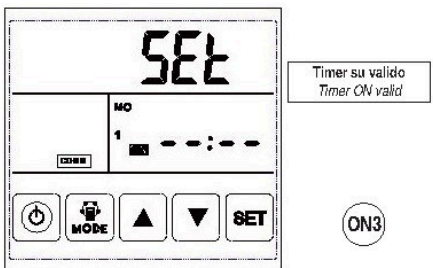 SEt
Timer su valido
Timer ON valid
MO
1
--:--
MODE
SET
ON3